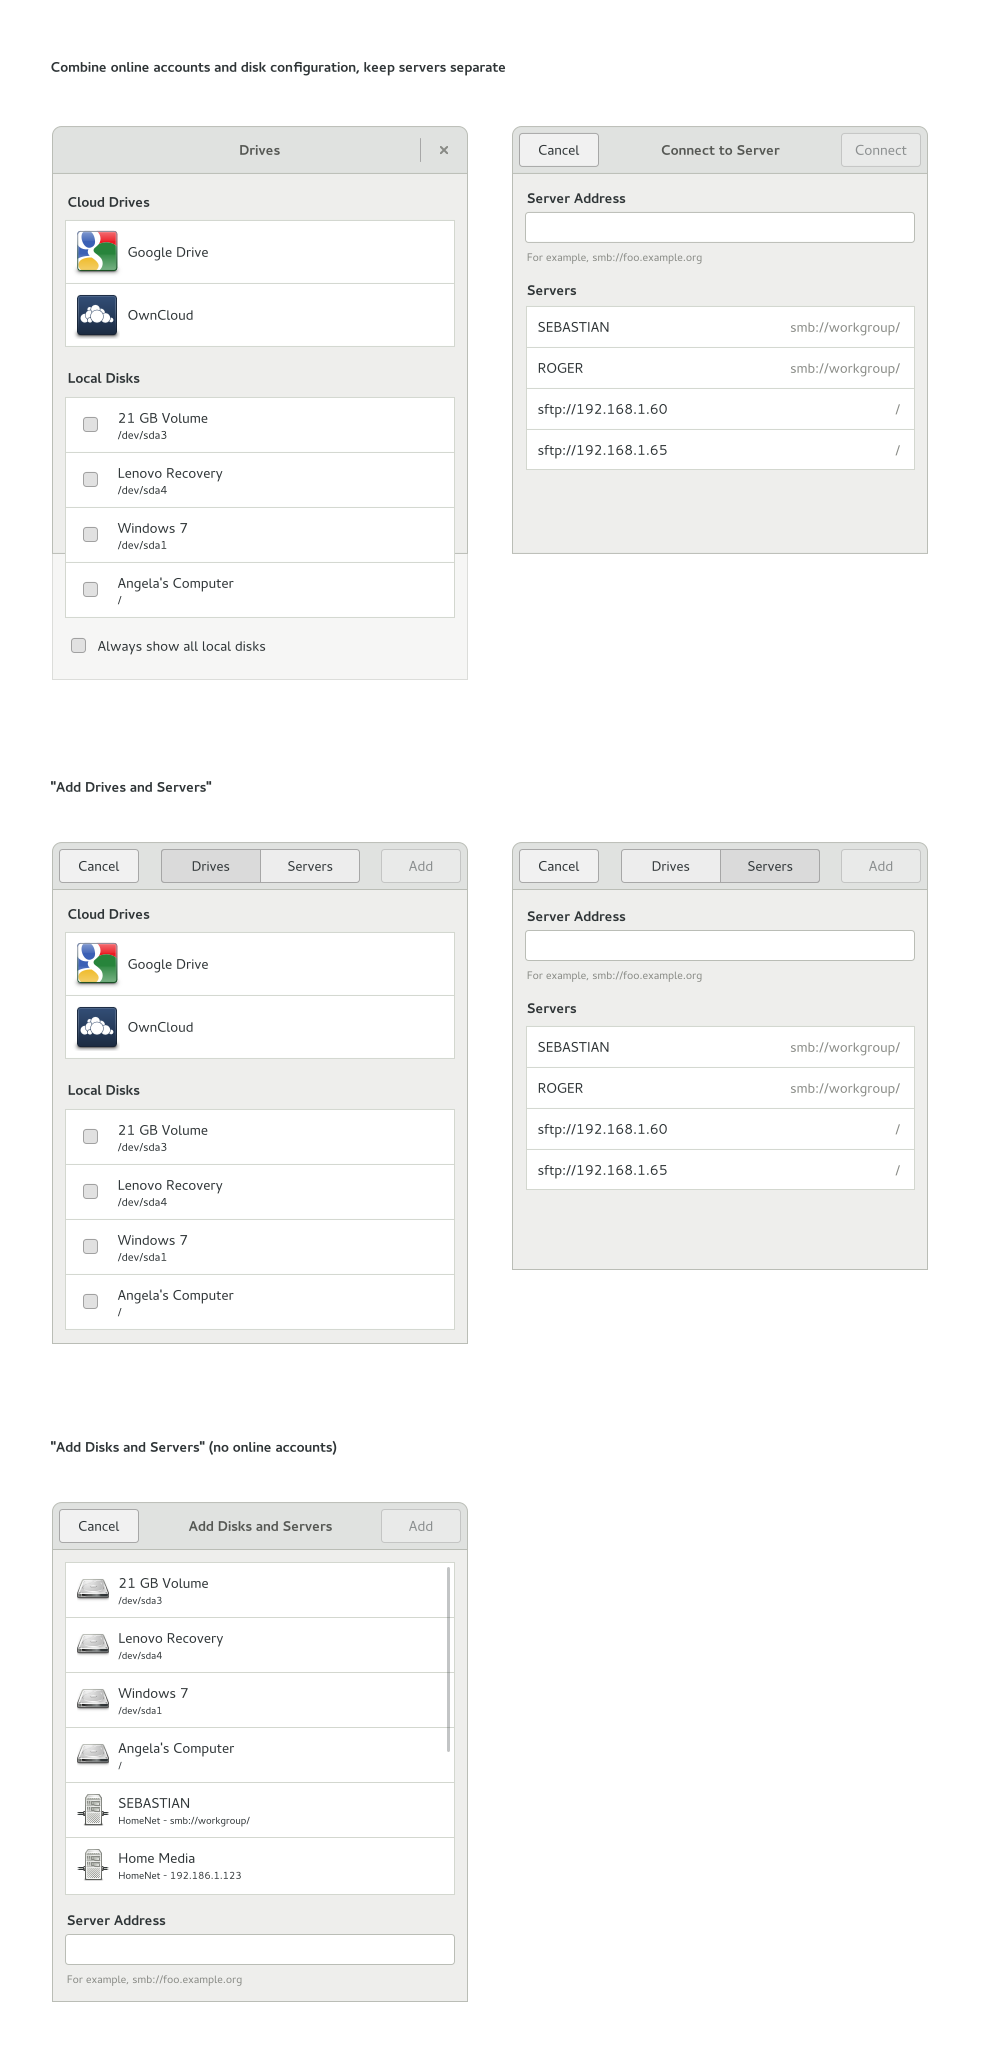 Combine online accounts and disk configuration, keep servers separate
Drives
×
Cloud Drives
Google Drive
OwnCloud
Local Disks
21 GB Volume
/dev/sda3
Lenovo Recovery
/dev/sda4
Windows 7
/dev/sda1
Angela's Computer
/
Always show all local disks
Cancel
Connect to Server
Connect
Server Address
For example, smb://foo.example.org
Servers
SEBASTIAN smb://workgroup/
ROGER smb://workgroup/
sftp://192.168.1.60 /
sftp://192.168.1.65 /
"Add Drives and Servers"
Cancel
Drives
Servers
Add
Cloud Drives
Google Drive
OwnCloud
Local Disks
21 GB Volume
/dev/sda3
Lenovo Recovery
/dev/sda4
Windows 7
/dev/sda1
Angela's Computer
/
Cancel
Drives
Servers
Add
Server Address
For example, smb://foo.example.org
Servers
SEBASTIAN smb://workgroup/
ROGER smb://workgroup/
sftp://192.168.1.60 /
sftp://192.168.1.65 /
"Add Disks and Servers" (no online accounts)
Cancel
Add Disks and Servers
Add
21 GB Volume
/dev/sda3
Lenovo Recovery
/dev/sda4
Windows 7
/dev/sda1
Angela's Computer
/
SEBASTIAN
HomeNet - smb://workgroup/
Home Media
HomeNet - 192.186.1.123
Server Address
For example, smb://foo.example.org